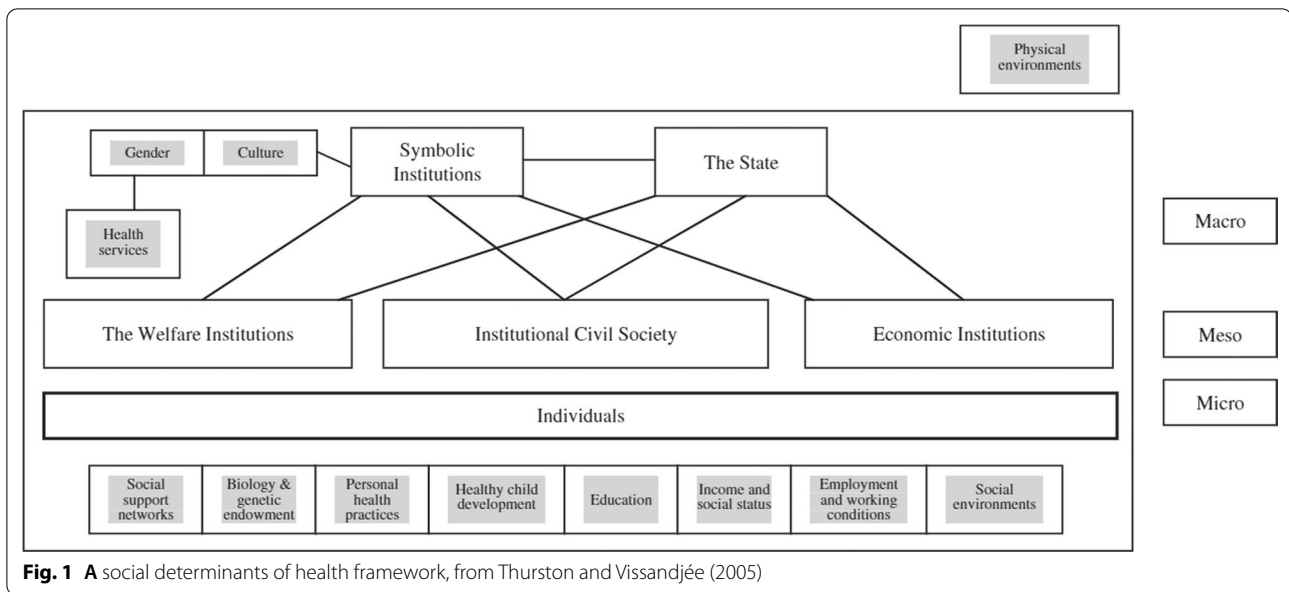 Physical
environments
Gender
Culture
Symbolic
Institutions
The State
Health
services
Macro
The Welfare Institutions
Institutional Civil Society
Economic Institutions
Meso
Individuals
Micro
Social
support
networks
Biology &
genetic
endowment
Personal
health
practices
Healthy child
development
Education
Income and
social status
Employment
and working
conditions
Social
environments
Fig. 1 A social determinants of health framework, from Thurston and Vissandjée (2005)